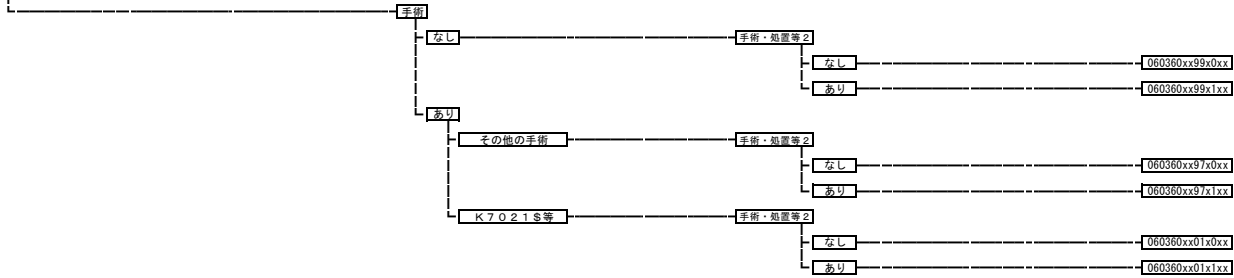 手術
なし
手術・処置等２
なし
060360xx99x0xx
あり
060360xx99x1xx
あり
その他の手術
手術・処置等２
なし
060360xx97x0xx
あり
060360xx97x1xx
Ｋ７０２１＄等
手術・処置等２
なし
060360xx01x0xx
あり
060360xx01x1xx